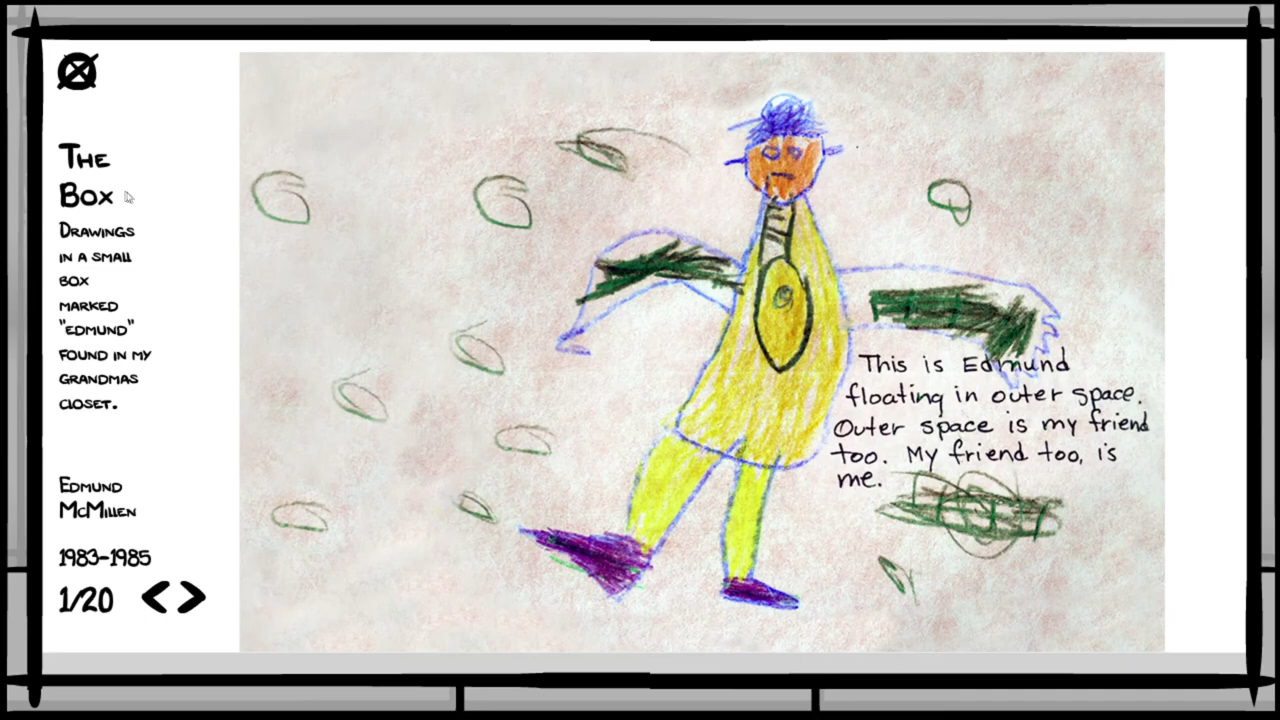 The
Box
Drawings
in a small
box
marked
"Edmund"
found in my
grandmas
closet.
Edmund
McMillen
1983-1985
1/20 < >
This is Edmund
floating in outer space.
Outer space is my friend
too. My friend too, is
me.